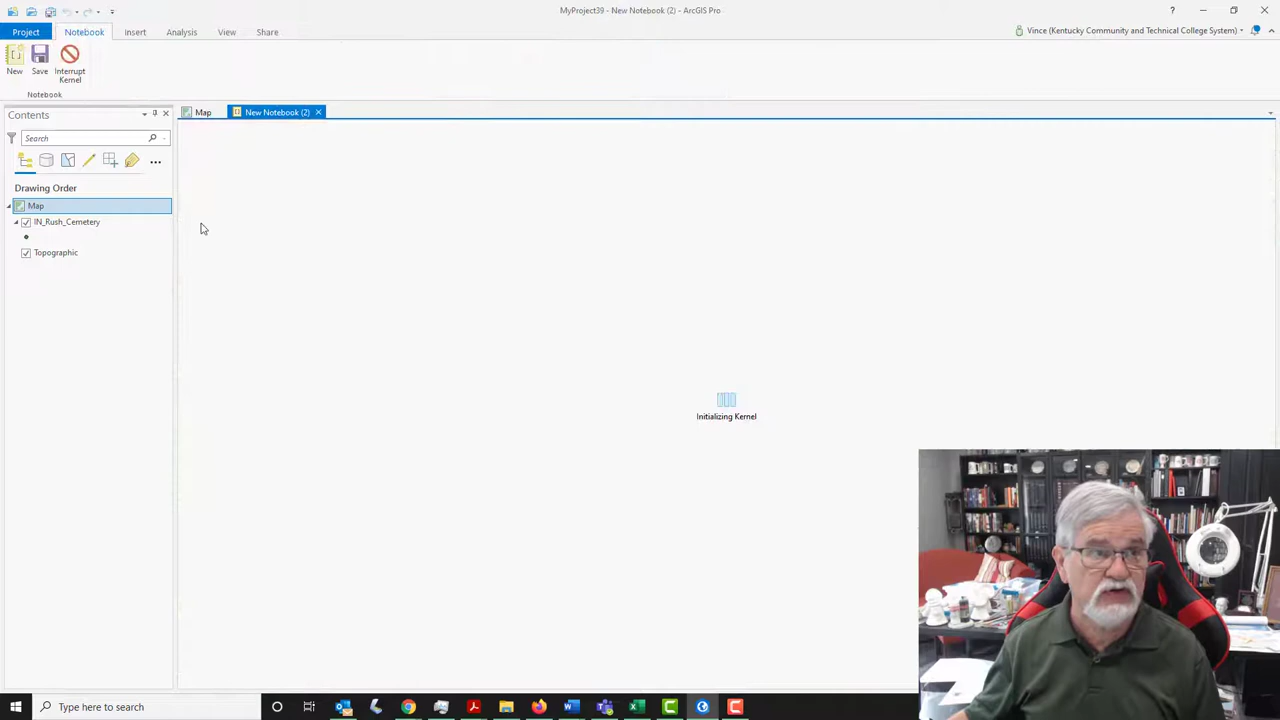 MyProject39 - New Notebook (2) - ArcGIS Pro
?
Project
Notebook
Insert
Analysis
View
Share
Vince (Kentucky Community and Technical College System)
New
Save
Interrupt
Kernel
Notebook
Contents
Map
New Notebook (2)
Search
Drawing Order
Map
IN_Rush_Cemetery
Topographic
Initializing Kernel
Type here to search